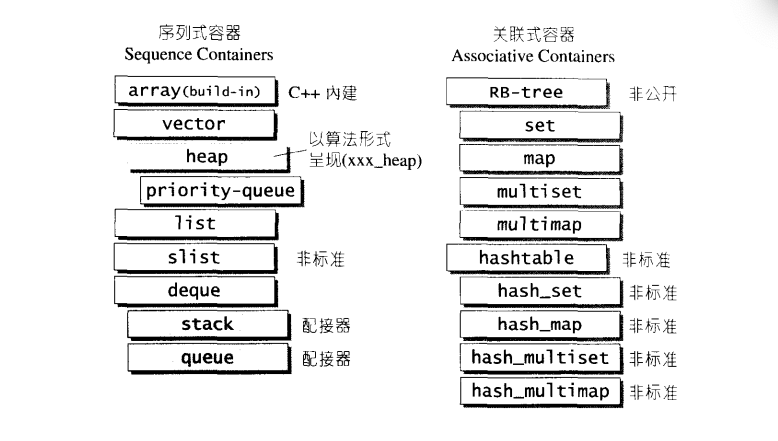 序列式容器
Sequence Containers
array(build-in) C++ 內建
vector
heap
以算法形式
呈现(xxx_heap)
priority-queue
list
slist 非标准
deque
stack 配接器
queue 配接器
关联式容器
Associative Containers
RB-tree 非公开
set
map
multiset
multimap
hashtable 非标准
hash_set 非标准
hash_map 非标准
hash_multiset 非标准
hash_multimap 非标准